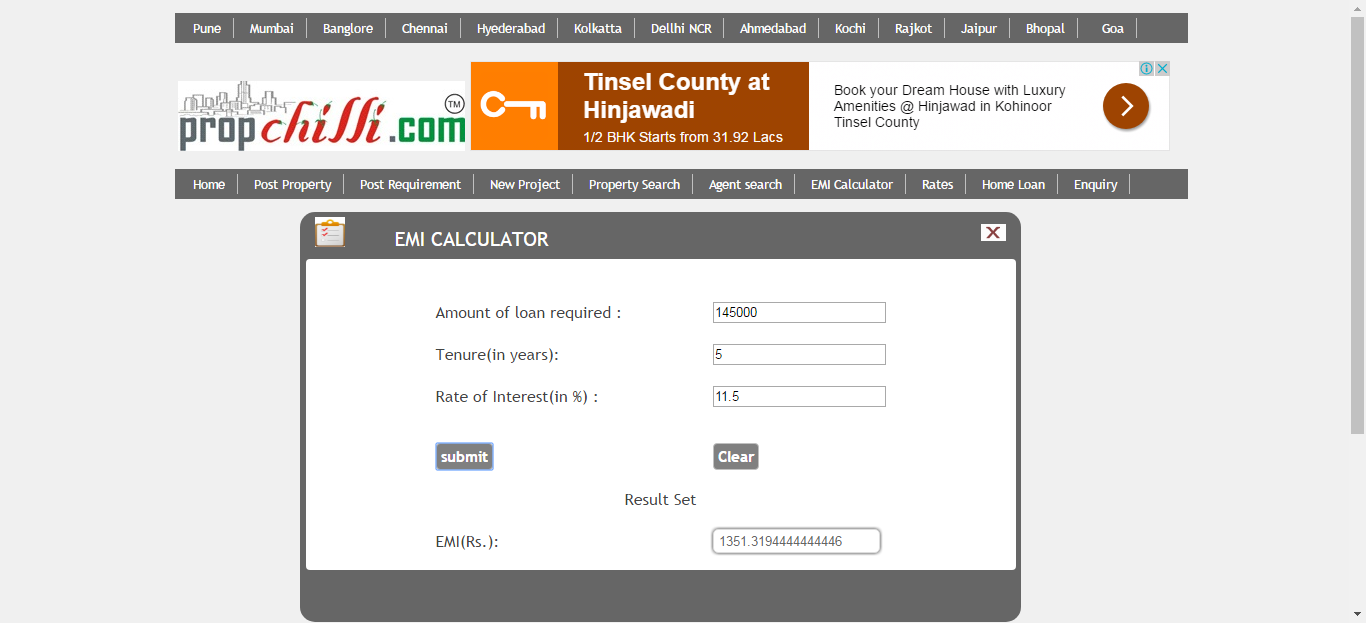 Pune Mumbai Banglore Chennai Hyederabad Kolkatta Dellhi NCR Ahmedabad Kochi Rajkot Jaipur Bhopal Goa
propchilli.com TM
Tinsel County at
Hinjawadi
1/2 BHK Starts from 31.92 Lacs
Book your Dream House with Luxury
Amenities @ Hinjawad in Kohinoor
Tinsel County
Home Post Property Post Requirement New Project Property Search Agent search EMI Calculator Rates Home Loan Enquiry
EMI CALCULATOR
Amount of loan required : 145000
Tenure(in years): 5
Rate of Interest(in %) : 11.5
submit Clear
Result Set
EMI(Rs.): 1351.3194444444446